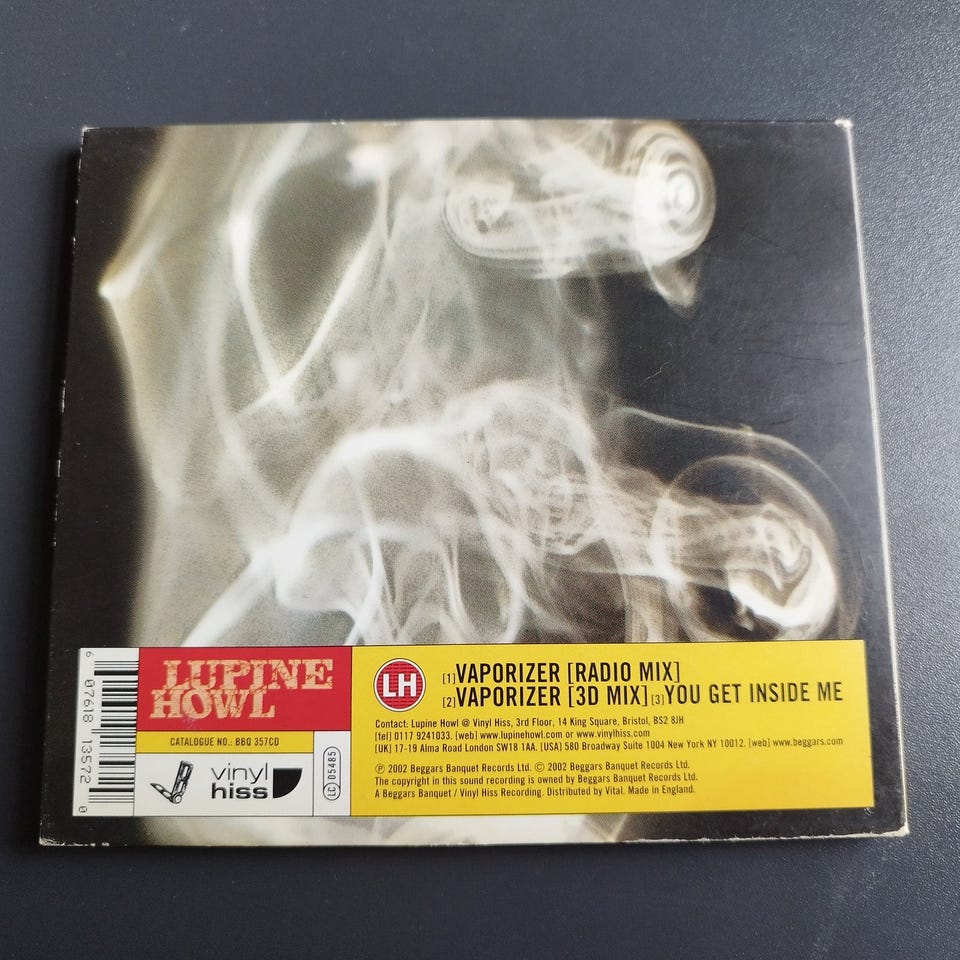 6 07618 13572 0
LUPINE
HOWL
CATALOGUE NO.: BBQ 357CD
vinyl
hiss
LC 05485
LH
[1]VAPORIZER [RADIO MIX]
[2]VAPORIZER [3D MIX] [3]YOU GET INSIDE ME
Contact: Lupine Howl @ Vinyl Hiss, 3rd Floor, 14 King Square, Bristol, BS2 8JH
[tel] 0117 9241033. [web] www.lupinehowl.com or www.vinylhiss.com
[UK] 17-19 Alma Road London SW18 1AA. [USA] 580 Broadway Suite 1004 New York NY 10012. [web] www.beggars.com
℗ 2002 Beggars Banquet Records Ltd. © 2002 Beggars Banquet Records Ltd.
The copyright in this sound recording is owned by Beggars Banquet Records Ltd.
A Beggars Banquet / Vinyl Hiss Recording. Distributed by Vital. Made in England.